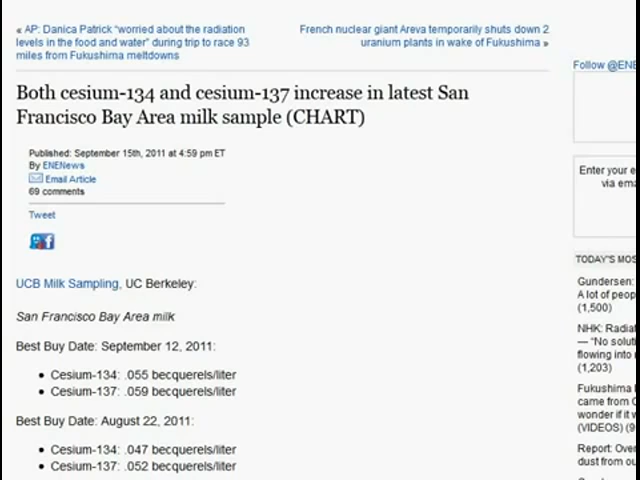 « AP: Danica Patrick “worried about the radiation
levels in the food and water” during trip to race 93
miles from Fukushima meltdowns
French nuclear giant Areva temporarily shuts down 2
uranium plants in wake of Fukushima »
Follow @ENE
Both cesium-134 and cesium-137 increase in latest San
Francisco Bay Area milk sample (CHART)
Published: September 15th, 2011 at 4:59 pm ET
By ENENews
Email Article
69 comments
Tweet
Enter your e
via ema
UCB Milk Sampling, UC Berkeley:
San Francisco Bay Area milk
Best Buy Date: September 12, 2011:
• Cesium-134: .055 becquerels/liter
• Cesium-137: .059 becquerels/liter
Best Buy Date: August 22, 2011:
• Cesium-134: .047 becquerels/liter
• Cesium-137: .052 becquerels/liter
TODAY'S MOS
Gundersen:
A lot of peop
(1,500)
NHK: Radia
— “No soluti
flowing into
(1,203)
Fukushima
came from
wonder if it w
(VIDEOS) (9
Report: Over
dust from ou